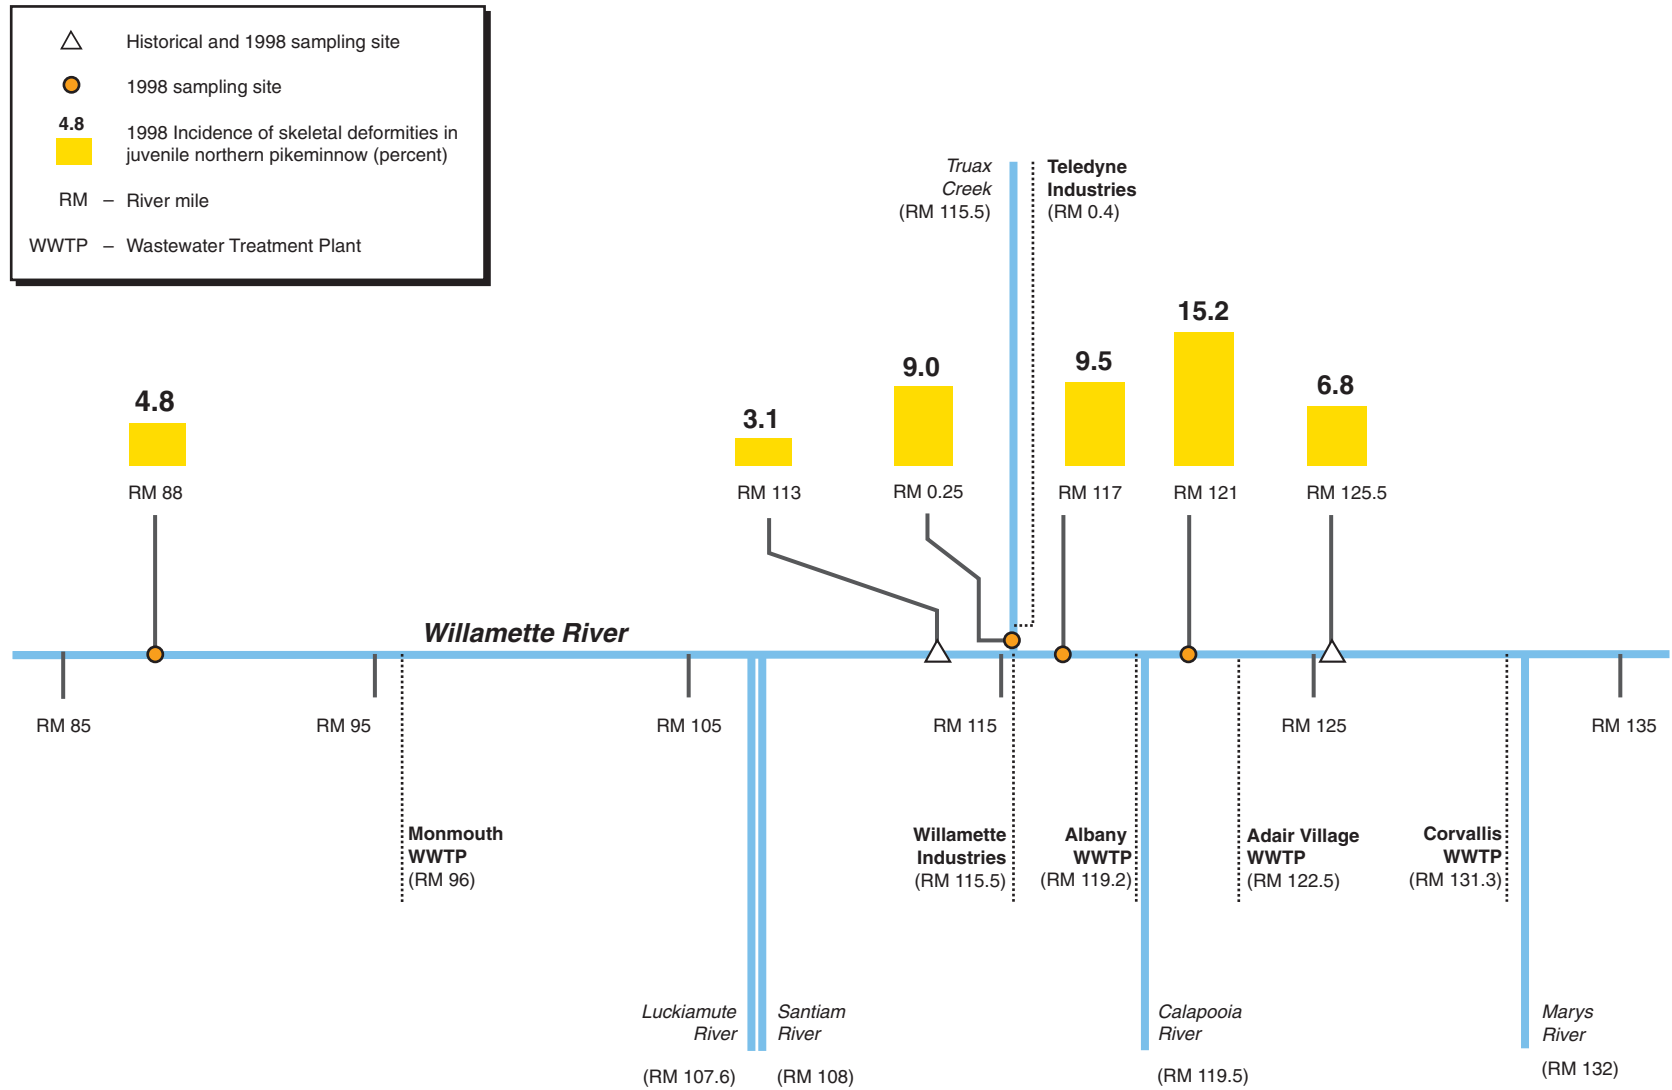 Historical and 1998 sampling site
1998 sampling site
4.8
1998 Incidence of skeletal deformities in
juvenile northern pikeminnow (percent)
RM – River mile
WWTP – Wastewater Treatment Plant
Truax
Creek
(RM 115.5)
Teledyne
Industries
(RM 0.4)
4.8
RM 88
3.1
RM 113
9.0
RM 0.25
9.5
RM 117
15.2
RM 121
6.8
RM 125.5
Willamette River
RM 85
RM 95
RM 105
RM 115
RM 125
RM 135
Monmouth
WWTP
(RM 96)
Willamette
Industries
(RM 115.5)
Albany
WWTP
(RM 119.2)
Adair Village
WWTP
(RM 122.5)
Corvallis
WWTP
(RM 131.3)
Luckiamute
River
(RM 107.6)
Santiam
River
(RM 108)
Calapooia
River
(RM 119.5)
Marys
River
(RM 132)